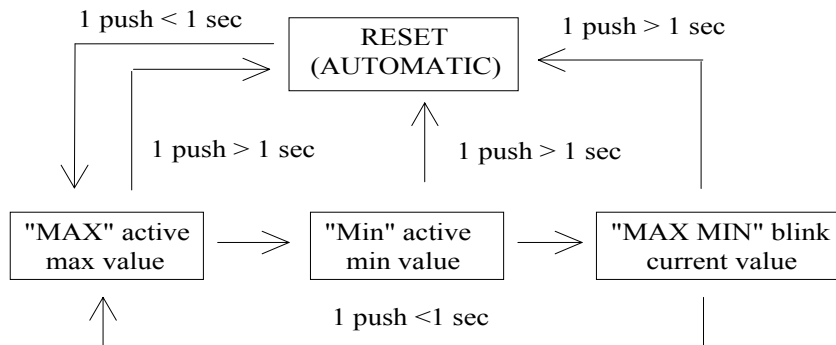 1 push < 1 sec
RESET
(AUTOMATIC)
1 push > 1 sec
1 push > 1 sec
1 push > 1 sec
"MAX" active
max value
"Min" active
min value
"MAX MIN" blink
current value
1 push <1 sec